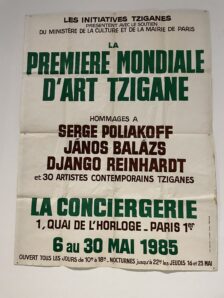 LES INITIATIVES TZIGANES
PRESENTENT AVEC LE SOUTIEN
DU MINISTÈRE DE LA CULTURE ET DE LA MAIRIE DE PARIS
LA
PREMIERE MONDIALE
D'ART TZIGANE
HOMMAGES A
SERGE POLIAKOFF
JÁNOS BALÁZS
DJANGO REINHARDT
et 30 ARTISTES CONTEMPORAINS TZIGANES
LA CONCIERGERIE
1, QUAI DE L'HORLOGE - PARIS 1er
6 au 30 MAI 1985
OUVERT TOUS LES JOURS de 10h à 18h. NOCTURNES jusqu'à 22h les JEUDIS 16 et 23 MAI